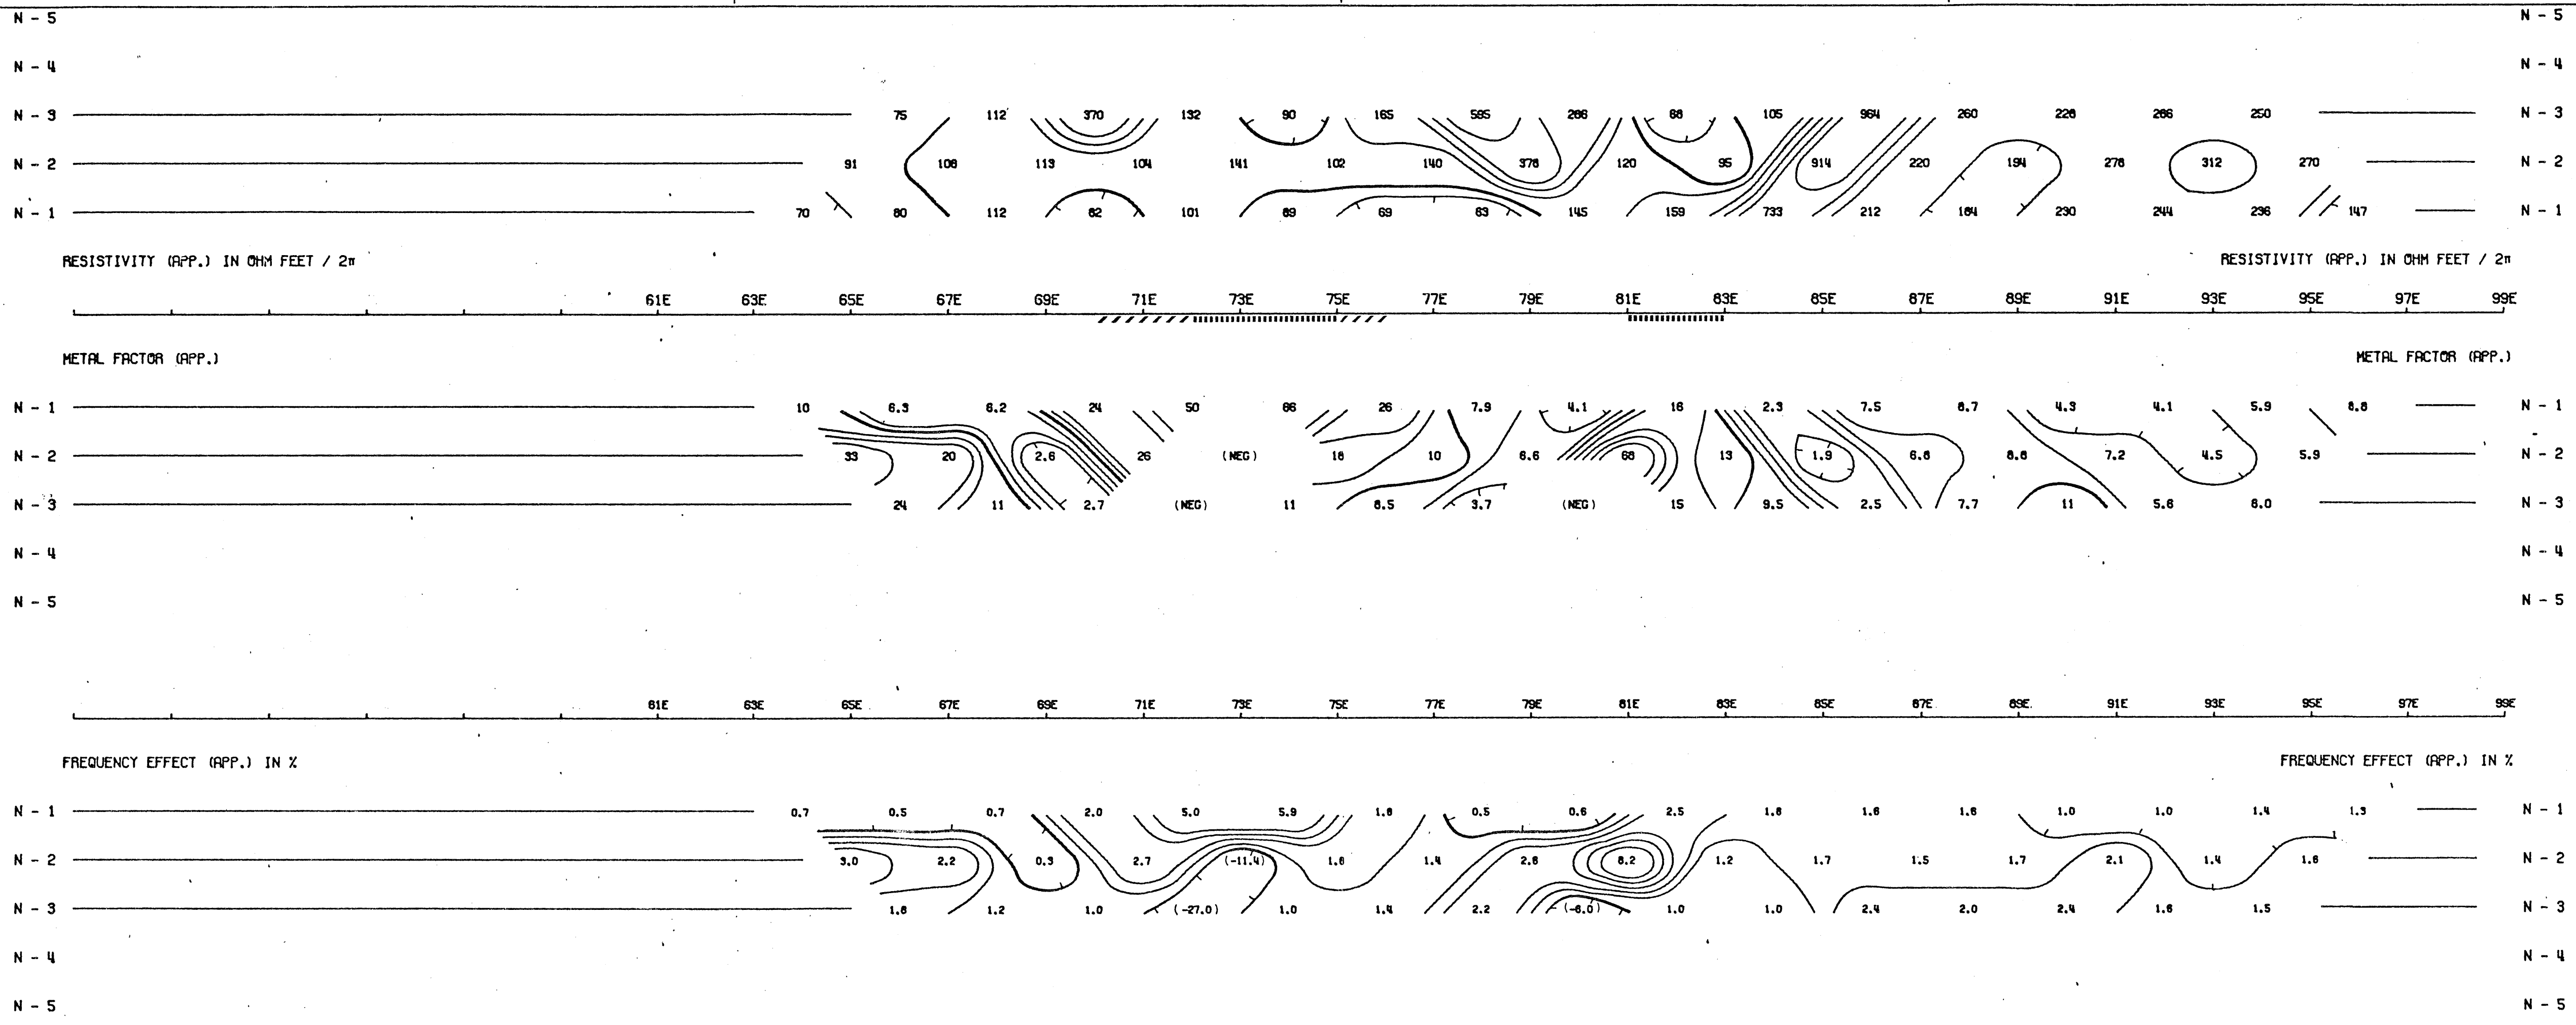 N - 5 N - 5
N - 4 N - 4
N - 3 75 112 370 132 90 165 595 266 88 105 964 260 226 266 250 N - 3
N - 2 91 106 113 104 141 102 140 376 120 95 914 220 194 276 312 270 N - 2
N - 1 70 80 112 82 101 89 69 63 145 159 733 212 164 230 244 236 147 N - 1
RESISTIVITY (APP.) IN OHM FEET / 2π RESISTIVITY (APP.) IN OHM FEET / 2π
61E 63E 65E 67E 69E 71E 73E 75E 77E 79E 81E 83E 85E 87E 89E 91E 93E 95E 97E 99E
METAL FACTOR (APP.) METAL FACTOR (APP.)
N - 1 10 6.3 6.2 24 50 66 26 7.9 4.1 16 2.3 7.5 8.7 4.3 4.1 5.9 8.8 N - 1
N - 2 33 20 2.6 26 (NEG) 16 10 6.6 68 13 1.9 6.8 8.8 7.2 4.5 5.9 N - 2
N - 3 24 11 2.7 (NEG) 11 8.5 3.7 (NEG) 15 9.5 2.5 7.7 11 5.6 6.0 N - 3
N - 4 N - 4
N - 5 N - 5
61E 63E 65E 67E 69E 71E 73E 75E 77E 79E 81E 83E 85E 87E 89E 91E 93E 95E 97E 99E
FREQUENCY EFFECT (APP.) IN % FREQUENCY EFFECT (APP.) IN %
N - 1 0.7 0.5 0.7 2.0 5.0 5.9 1.8 0.5 0.6 2.5 1.6 1.6 1.6 1.0 1.0 1.4 1.3 N - 1
N - 2 3.0 2.2 0.3 2.7 (-11.4) 1.6 1.4 2.6 8.2 1.2 1.7 1.5 1.7 2.1 1.4 1.6 N - 2
N - 3 1.8 1.2 1.0 (-27.0) 1.0 1.4 2.2 (-6.0) 1.0 1.0 2.4 2.0 2.4 1.6 1.5 N - 3
N - 4 N - 4
N - 5 N - 5